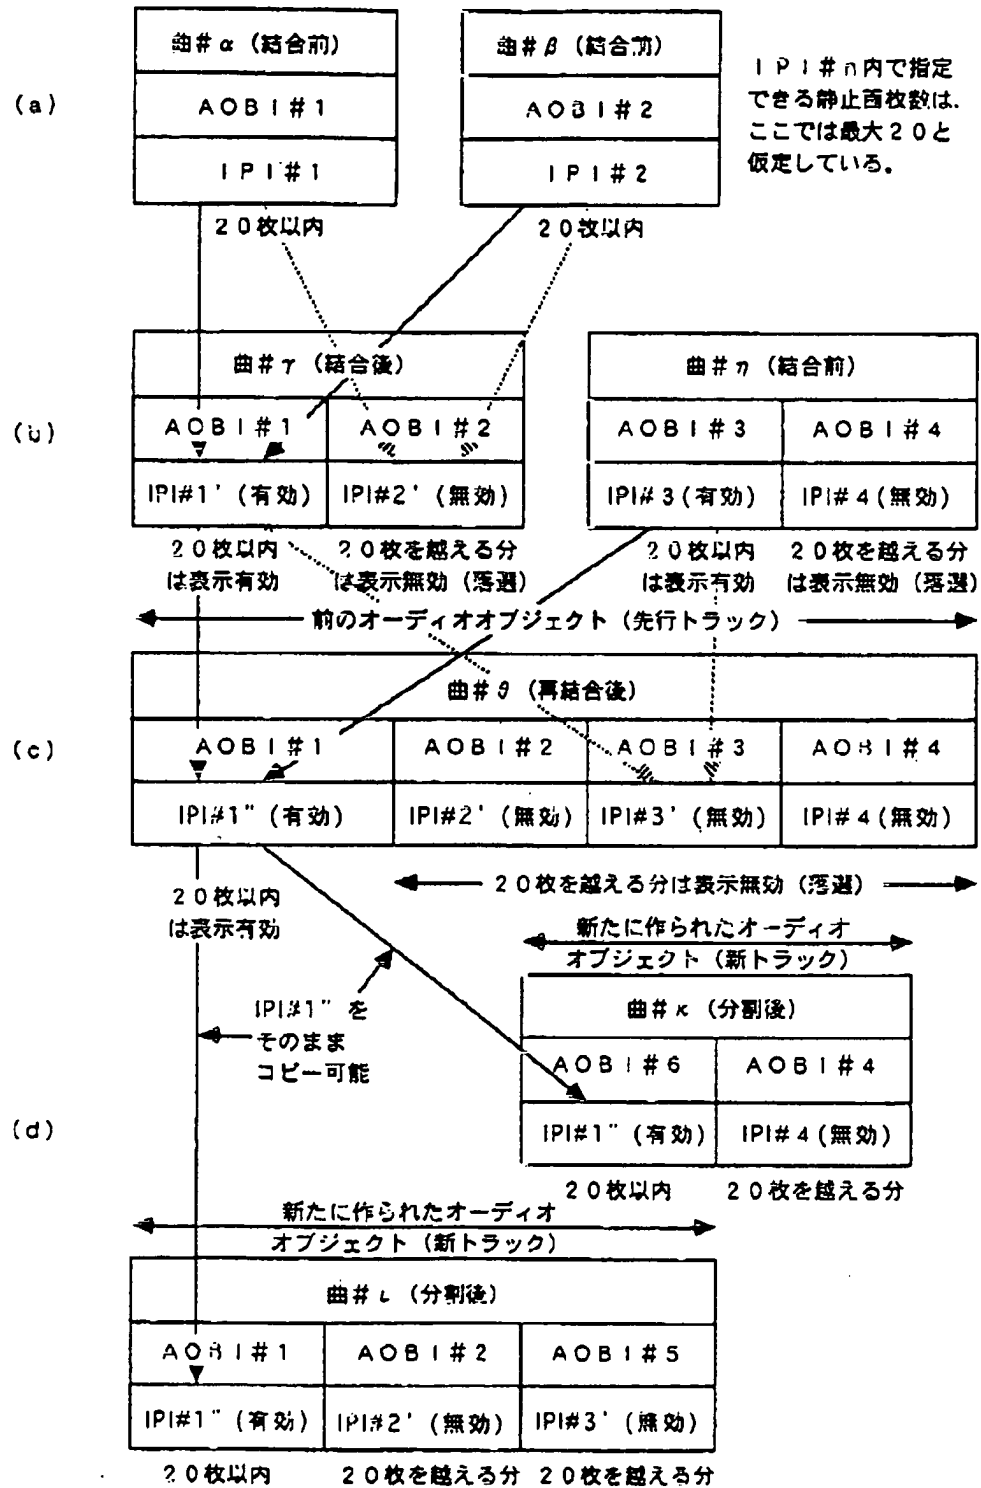 曲#α (結合前)
曲#β (結合前)
(a)
AOBI#1
AOBI#2
IPI#1
IPI#2
IPI#n内で指定
できる静止画枚数は、
ここでは最大20と
仮定している。
20枚以内
20枚以内
曲#γ (結合後)
曲#η (結合前)
(b)
AOBI#1
AOBI#2
AOBI#3
AOBI#4
IPI#1' (有効)
IPI#2' (無効)
IPI#3 (有効)
IPI#4 (無効)
20枚以内
は表示有効
20枚を越える分
は表示無効 (落選)
20枚以内
は表示有効
20枚を越える分
は表示無効 (落選)
前のオーディオオブジェクト (先行トラック)
曲#θ (再結合後)
(c)
AOBI#1
AOBI#2
AOBI#3
AOBI#4
IPI#1" (有効)
IPI#2' (無効)
IPI#3' (無効)
IPI#4 (無効)
20枚以内
は表示有効
20枚を越える分は表示無効 (落選)
新たに作られたオーディオ
オブジェクト (新トラック)
IPI#1" を
そのまま
コピー可能
曲#κ (分割後)
AOBI#6
AOBI#4
(d)
IPI#1" (有効)
IPI#4 (無効)
20枚以内
20枚を越える分
新たに作られたオーディオ
オブジェクト (新トラック)
曲#ι (分割後)
AOBI#1
AOBI#2
AOBI#5
IPI#1" (有効)
IPI#2' (無効)
IPI#3' (無効)
20枚以内
20枚を越える分
20枚を越える分